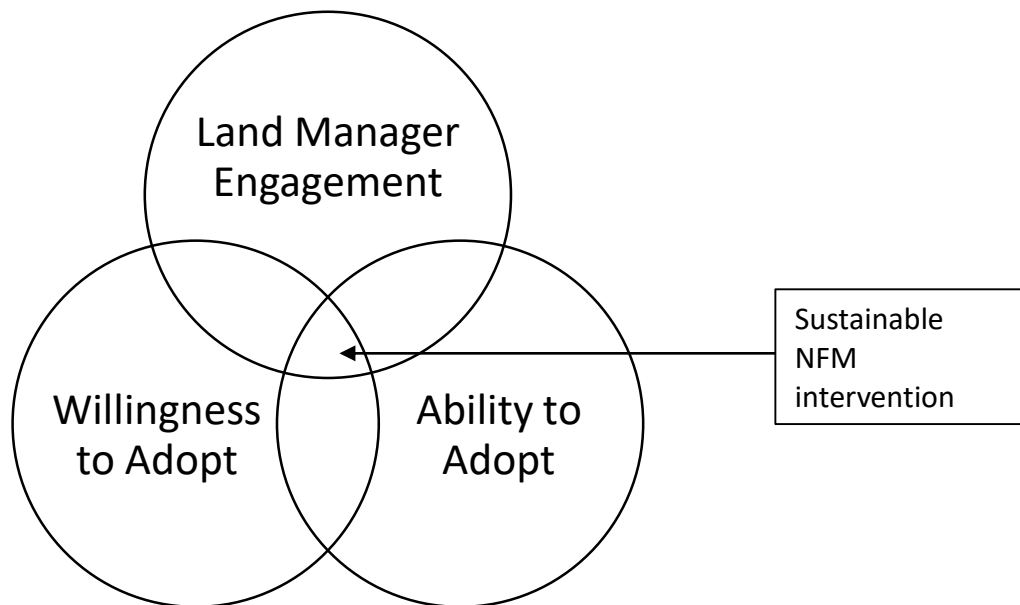 Land Manager
Engagement
Willingness
to Adopt
Ability to
Adopt
Sustainable
NFM
intervention